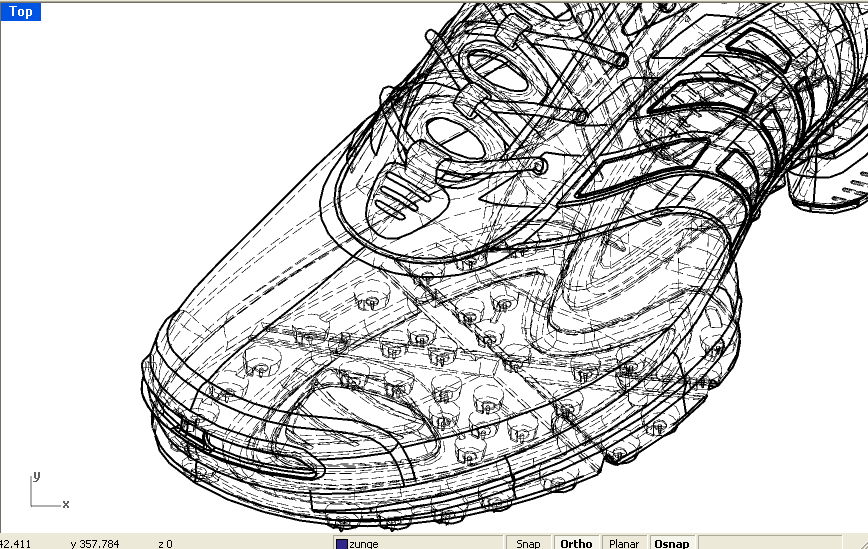 Top
y
x
42.411 y 357.784 z 0 zunge Snap Ortho Planar Osnap